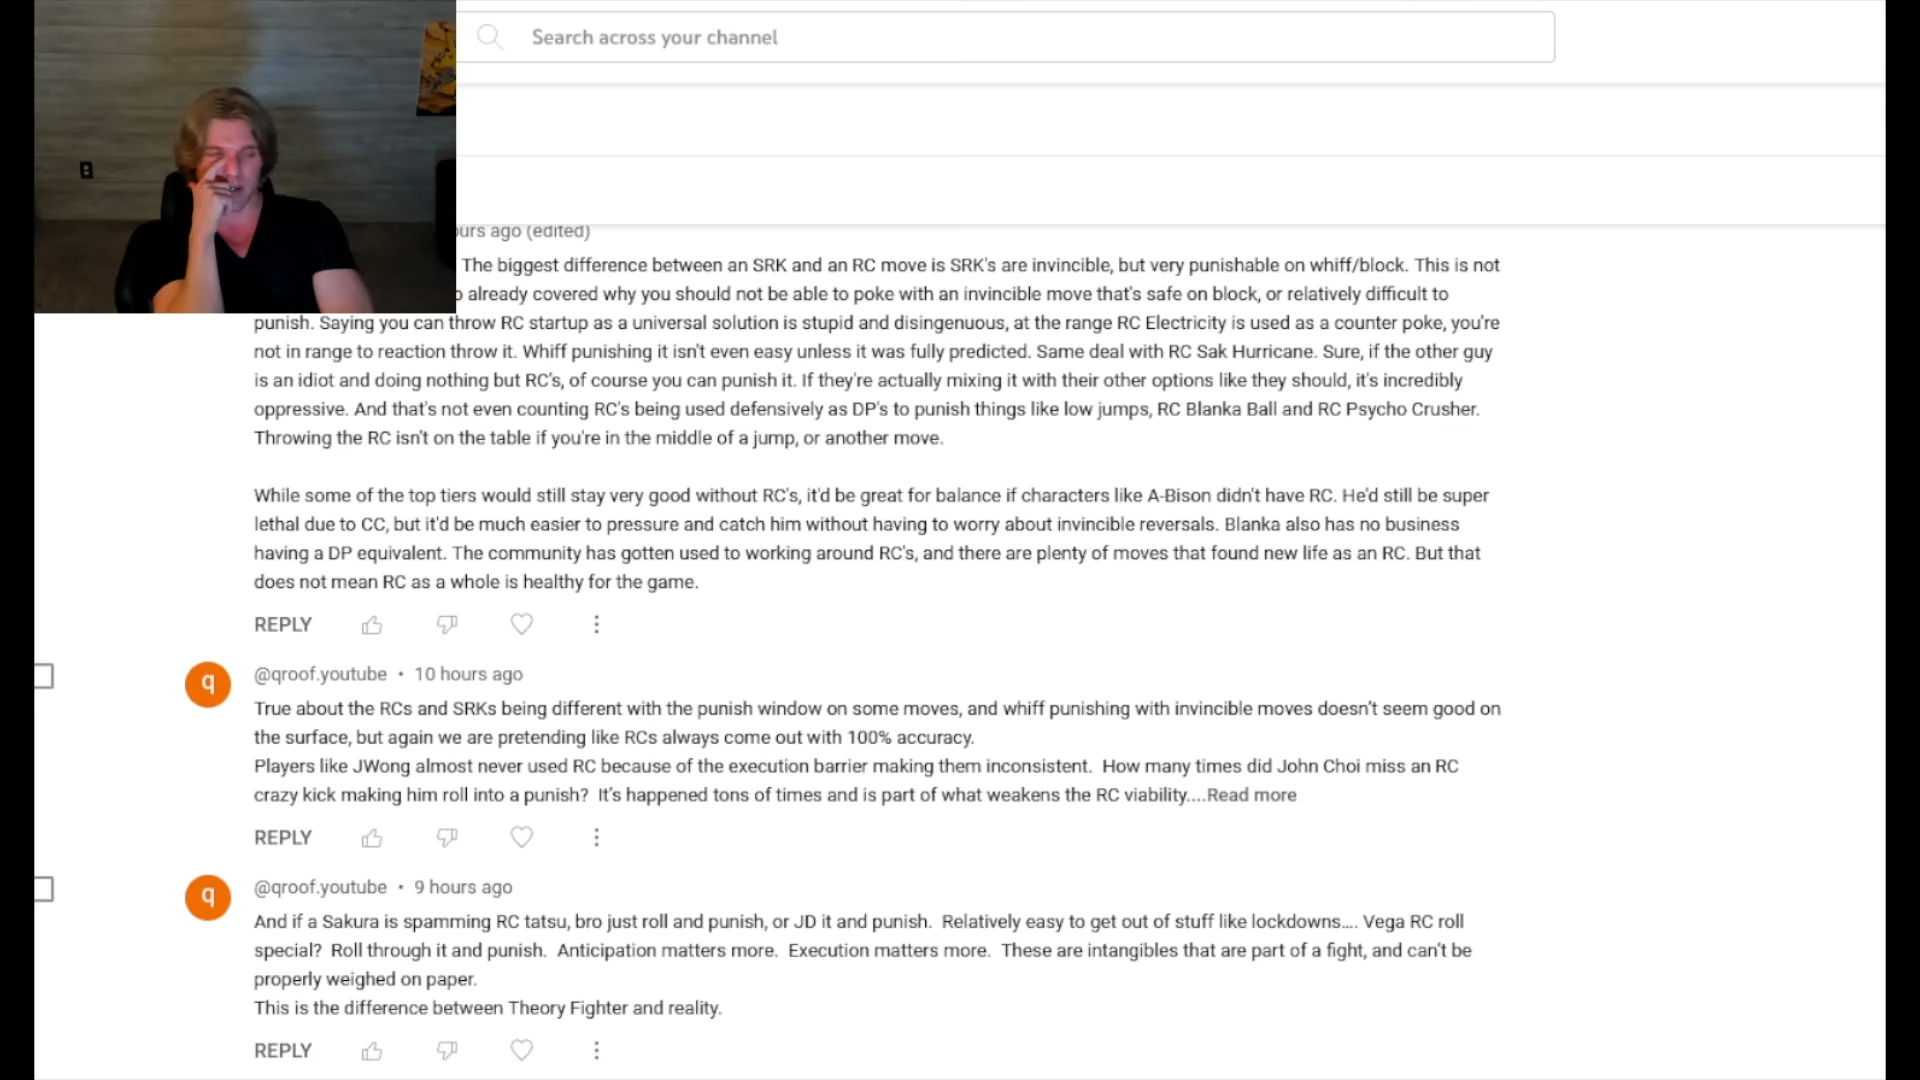 Search across your channel
ours ago (edited)
The biggest difference between an SRK and an RC move is SRK's are invincible, but very punishable on whiff/block. This is not
already covered why you should not be able to poke with an invincible move that's safe on block, or relatively difficult to
punish. Saying you can throw RC startup as a universal solution is stupid and disingenuous, at the range RC Electricity is used as a counter poke, you're
not in range to reaction throw it. Whiff punishing it isn't even easy unless it was fully predicted. Same deal with RC Sak Hurricane. Sure, if the other guy
is an idiot and doing nothing but RC's, of course you can punish it. If they're actually mixing it with their other options like they should, it's incredibly
oppressive. And that's not even counting RC's being used defensively as DP's to punish things like low jumps, RC Blanka Ball and RC Psycho Crusher.
Throwing the RC isn't on the table if you're in the middle of a jump, or another move.
While some of the top tiers would still stay very good without RC's, it'd be great for balance if characters like A-Bison didn't have RC. He'd still be super
lethal due to CC, but it'd be much easier to pressure and catch him without having to worry about invincible reversals. Blanka also has no business
having a DP equivalent. The community has gotten used to working around RC's, and there are plenty of moves that found new life as an RC. But that
does not mean RC as a whole is healthy for the game.
REPLY
q
@qroof.youtube • 10 hours ago
True about the RCs and SRKs being different with the punish window on some moves, and whiff punishing with invincible moves doesn't seem good on
the surface, but again we are pretending like RCs always come out with 100% accuracy.
Players like JWong almost never used RC because of the execution barrier making them inconsistent. How many times did John Choi miss an RC
crazy kick making him roll into a punish? It's happened tons of times and is part of what weakens the RC viability....Read more
REPLY
q
@qroof.youtube • 9 hours ago
And if a Sakura is spamming RC tatsu, bro just roll and punish, or JD it and punish. Relatively easy to get out of stuff like lockdowns.... Vega RC roll
special? Roll through it and punish. Anticipation matters more. Execution matters more. These are intangibles that are part of a fight, and can't be
properly weighed on paper.
This is the difference between Theory Fighter and reality.
REPLY